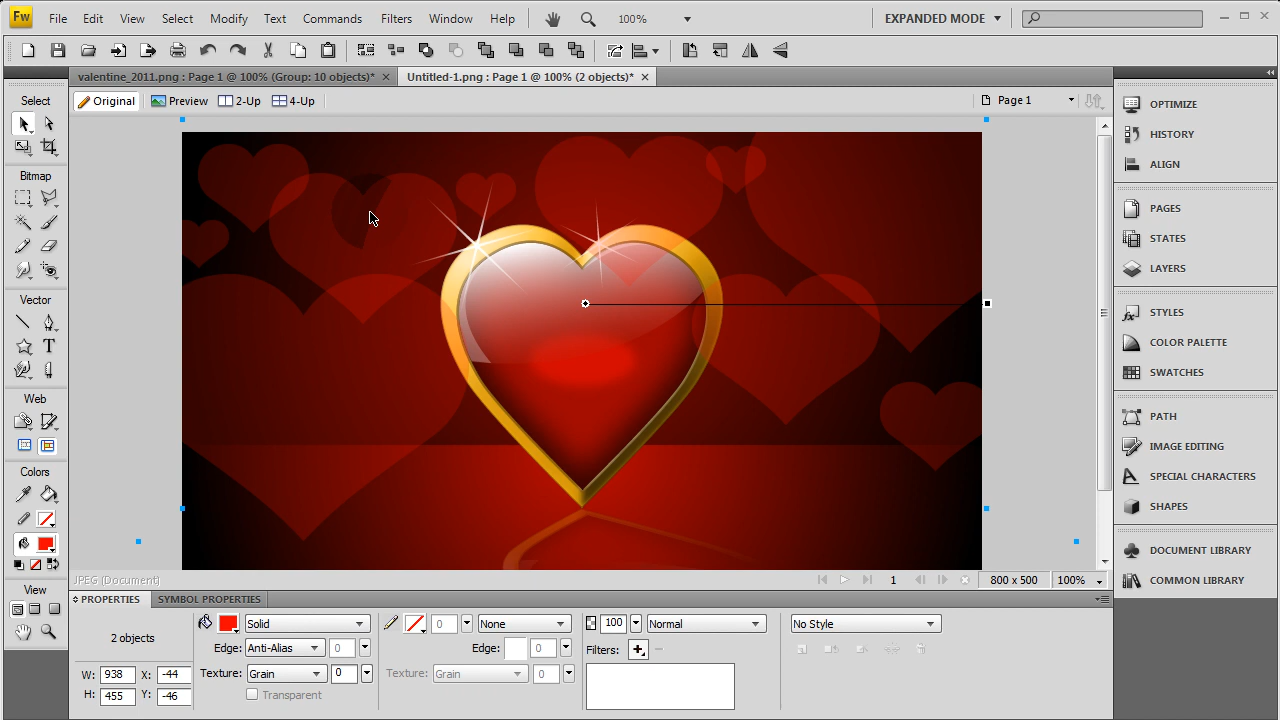 Fw File Edit View Select Modify Text Commands Filters Window Help 100% EXPANDED MODE
valentine_2011.png : Page 1 @ 100% (Group: 10 objects)* Untitled-1.png : Page 1 @ 100% (2 objects)*
Original Preview 2-Up 4-Up Page 1
Select
Bitmap
Vector
T
Web
Colors
View
OPTIMIZE
HISTORY
ALIGN
PAGES
STATES
LAYERS
STYLES
COLOR PALETTE
SWATCHES
PATH
IMAGE EDITING
SPECIAL CHARACTERS
SHAPES
DOCUMENT LIBRARY
COMMON LIBRARY
JPEG (Document) 1 800 x 500 100%
PROPERTIES SYMBOL PROPERTIES
2 objects Solid 0 None 100 Normal No Style
Edge: Anti-Alias 0 Edge: 0 Filters:
W: 938 X: -44 Texture: Grain 0 Texture: Grain 0
H: 455 Y: -46 Transparent